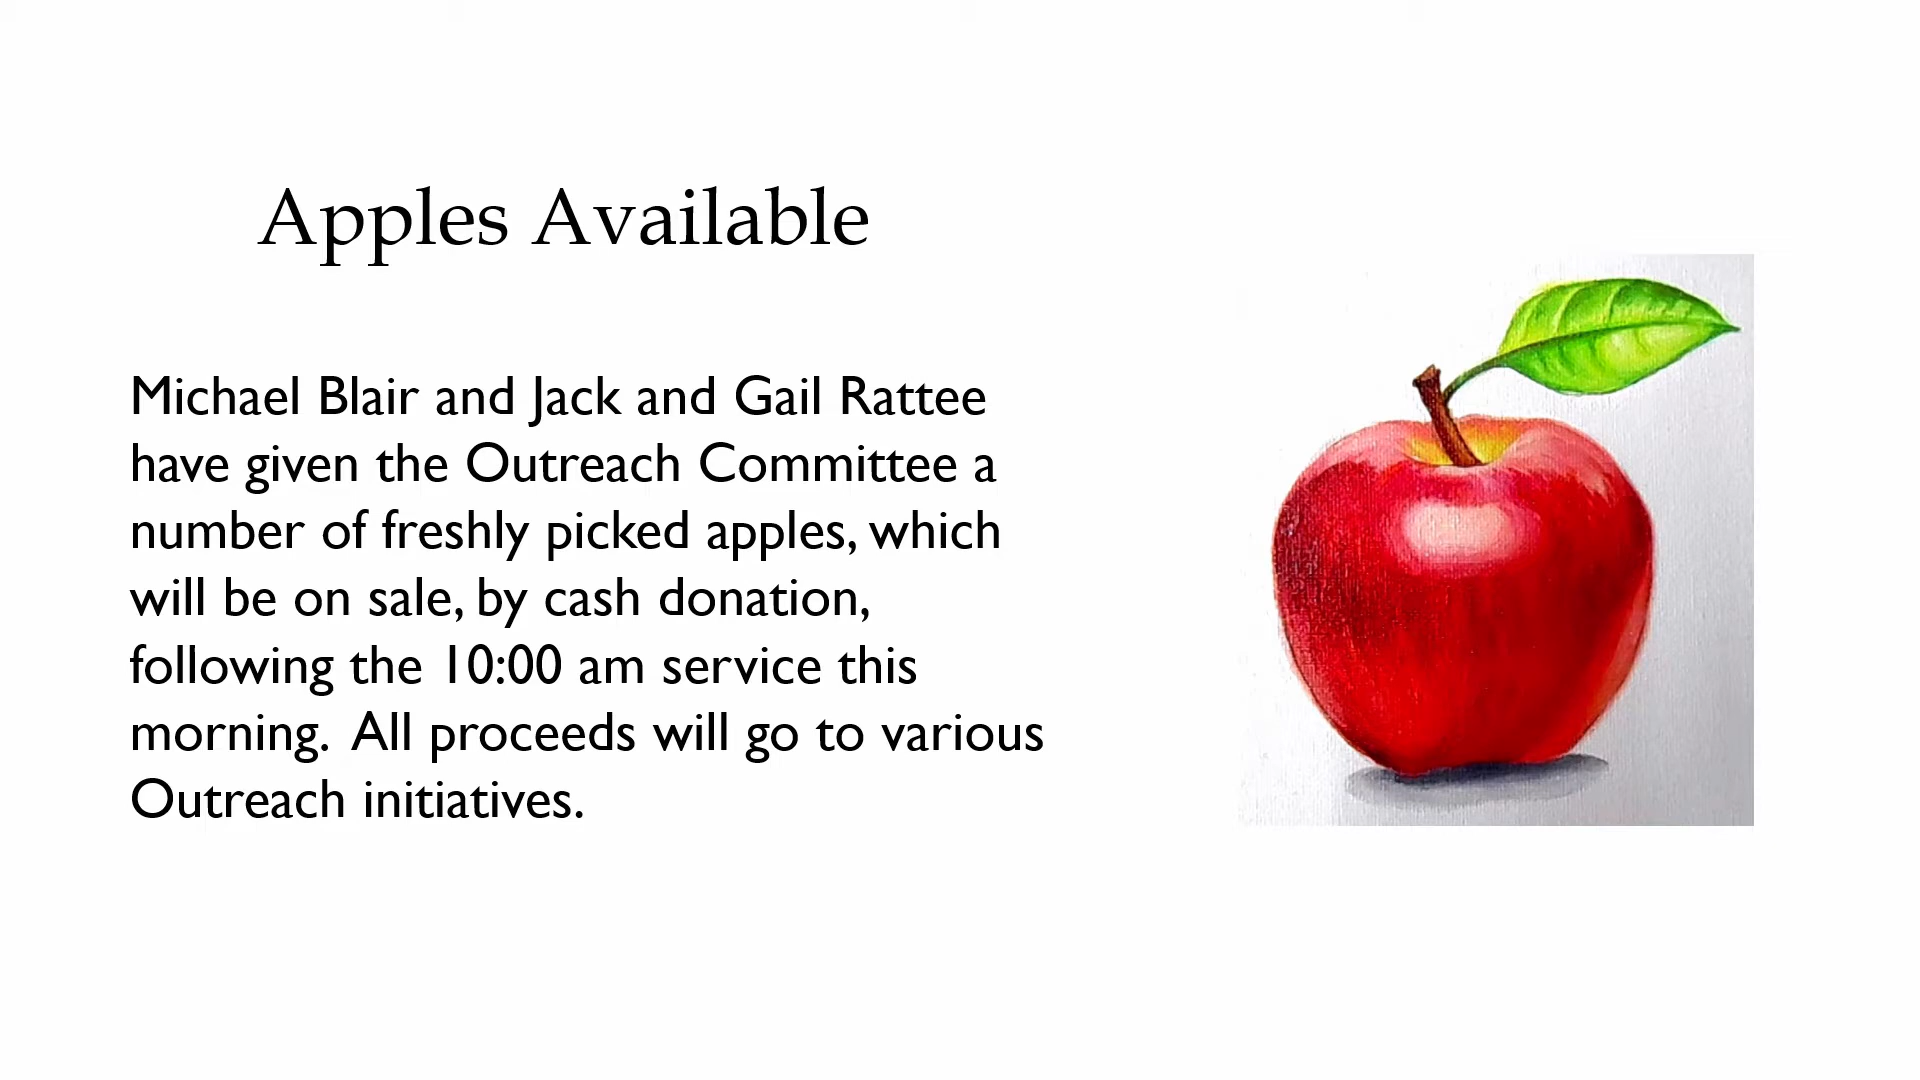 Apples Available
Michael Blair and Jack and Gail Rattee
have given the Outreach Committee a
number of freshly picked apples, which
will be on sale, by cash donation,
following the 10:00 am service this
morning.  All proceeds will go to various
Outreach initiatives.